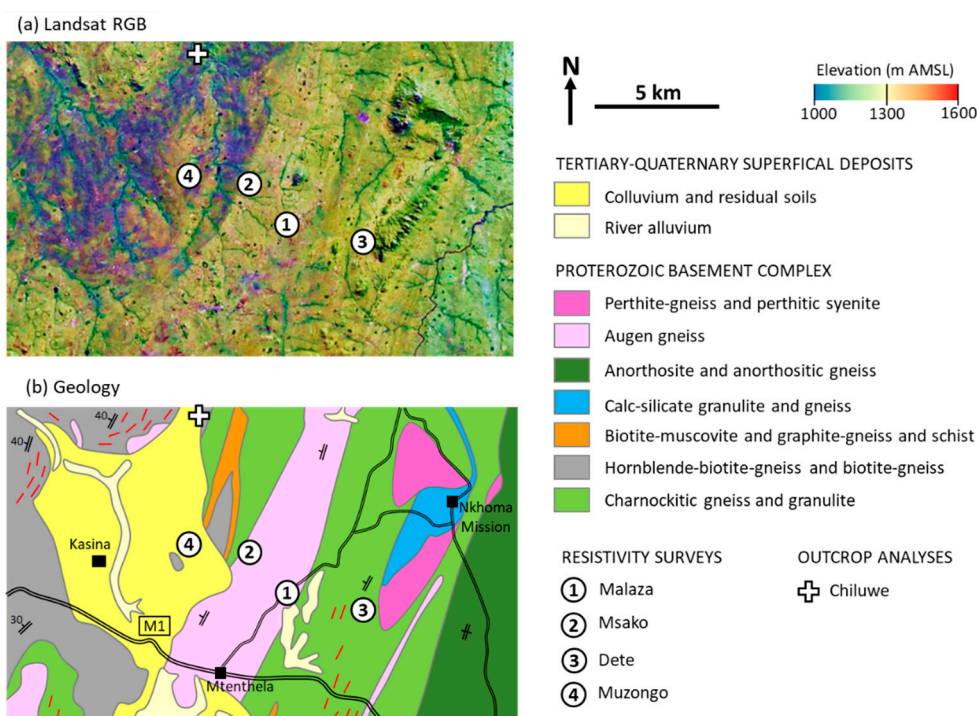 (a) Landsat RGB
4
2
1
3
N
5 km
Elevation (m AMSL)
1000 1300 1600
TERTIARY-QUATERNARY SUPERFICAL DEPOSITS
Colluvium and residual soils
River alluvium
PROTEROZOIC BASEMENT COMPLEX
Perthite-gneiss and perthitic syenite
Augen gneiss
Anorthosite and anorthositic gneiss
Calc-silicate granulite and gneiss
Biotite-muscovite and graphite-gneiss and schist
Hornblende-biotite-gneiss and biotite-gneiss
Charnockitic gneiss and granulite
RESISTIVITY SURVEYS
1 Malaza
2 Msako
3 Dete
4 Muzongo
OUTCROP ANALYSES
Chiluwe
(b) Geology
40
40
Nkhoma
Mission
Kasina
4
2
1
3
30
M1
Mtenthela